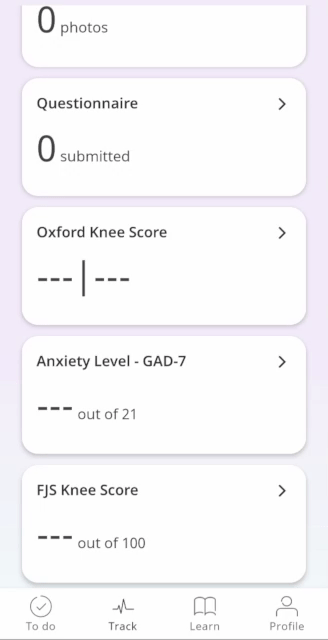 0 photos
Questionnaire
0 submitted
Oxford Knee Score
--- | ---
Anxiety Level - GAD-7
--- out of 21
FJS Knee Score
--- out of 100
To do Track Learn Profile